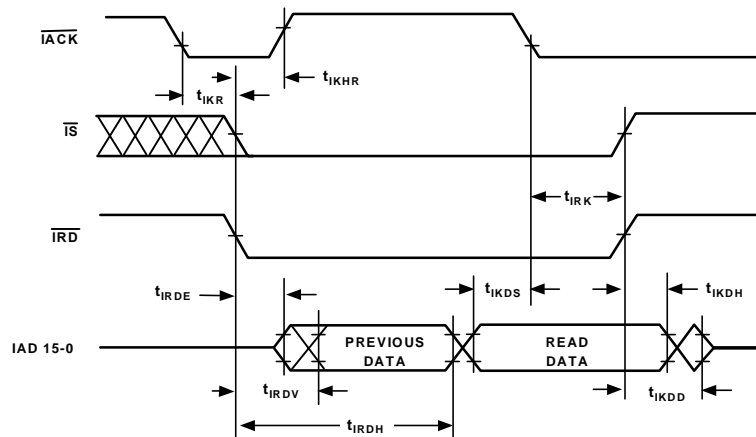 IACK
tIKHR
tIKR
IS
tIRK
IRD
tIRDE
tIKDS
tIKDH
IAD 15-0
PREVIOUS DATA
READ DATA
tIRDV
tIKDD
tIRDH